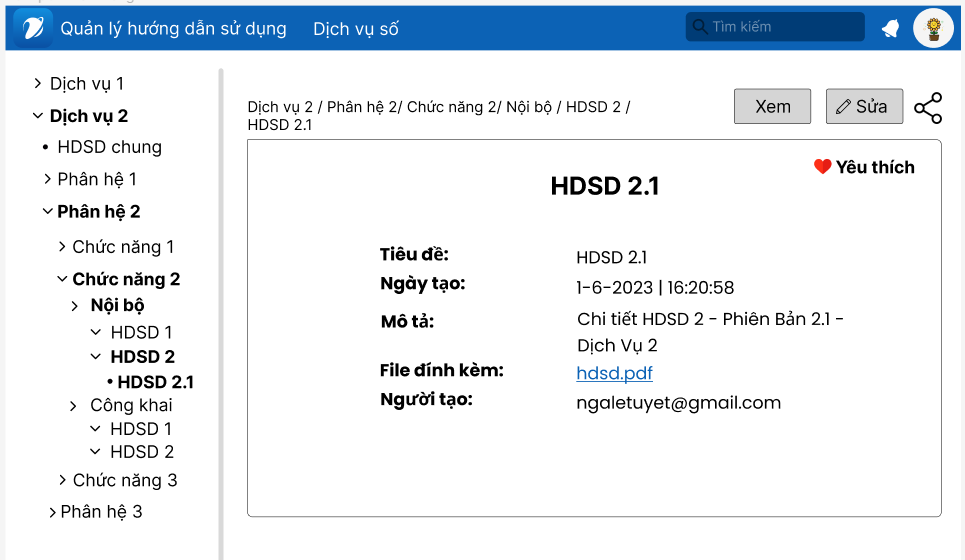 Quản lý hướng dẫn sử dụng
Dịch vụ số
Tìm kiếm
Dịch vụ 1
Dịch vụ 2
HDSD chung
Phân hệ 1
Phân hệ 2
Chức năng 1
Chức năng 2
Nội bộ
HDSD 1
HDSD 2
HDSD 2.1
Công khai
HDSD 1
HDSD 2
Chức năng 3
Phân hệ 3
Dịch vụ 2 / Phân hệ 2/ Chức năng 2/ Nội bộ / HDSD 2 /
HDSD 2.1
Xem
Sửa
Yêu thích
HDSD 2.1
Tiêu đề: HDSD 2.1
Ngày tạo: 1-6-2023 | 16:20:58
Mô tả: Chi tiết HDSD 2 - Phiên Bản 2.1 -
Dịch Vụ 2
File đính kèm: hdsd.pdf
Người tạo: ngaletuyet@gmail.com